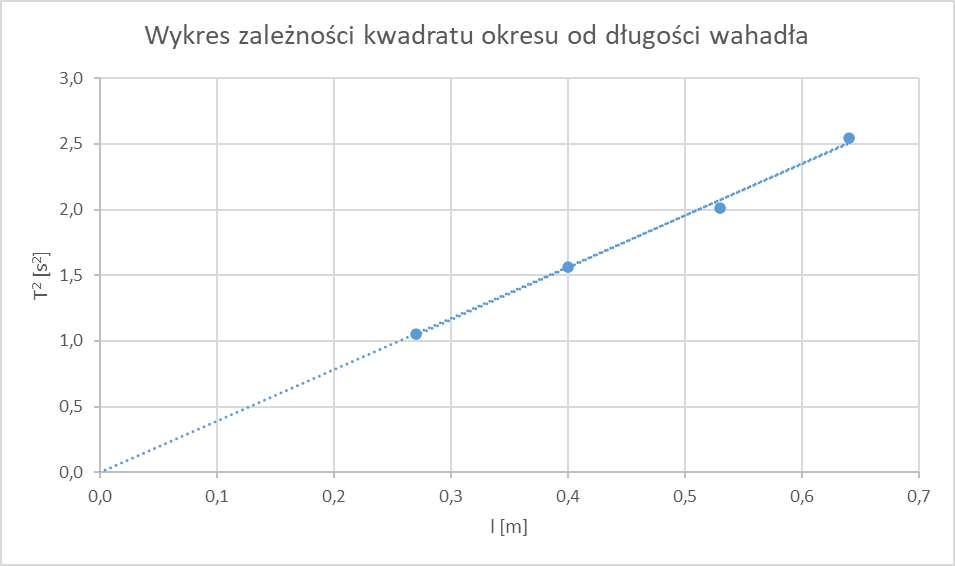 Wykres zależności kwadratu okresu od długości wahadła
3,0
2,5
2,0
1,5
1,0
0,5
0,0
T² [s²]
0,0 0,1 0,2 0,3 0,4 0,5 0,6 0,7
l [m]